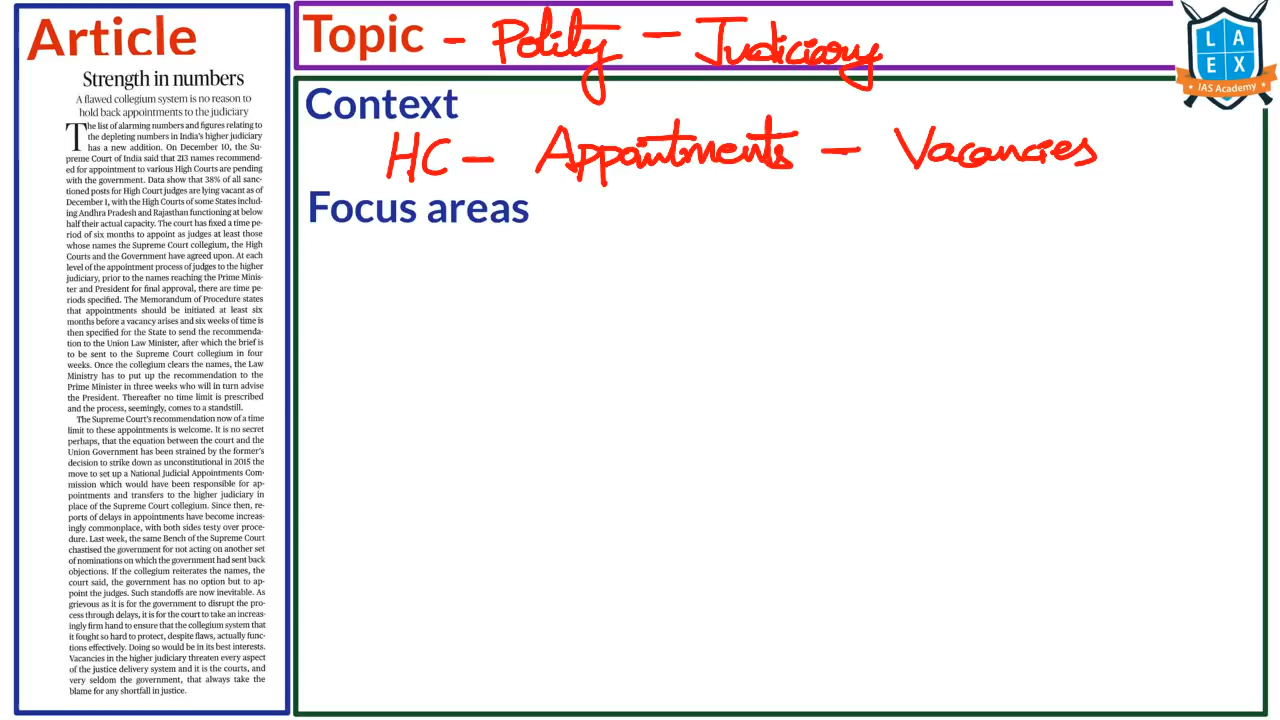 Article
Strength in numbers
A flawed collegium system is no reason to
hold back appointments to the judiciary
The list of alarming numbers and figures relating to
the depleting numbers in India's higher judiciary
has a new addition. On December 10, the Su-
preme Court of India said that 213 names recommend-
ed for appointment to various High Courts are pending
with the government. Data show that 38% of all sanc-
tioned posts for High Court judges are lying vacant as of
December 1, with the High Courts of some States includ-
ing Andhra Pradesh and Rajasthan functioning at below
half their actual capacity. The court has fixed a time pe-
riod of six months to appoint as judges at least those
whose names the Supreme Court collegium, the High
Courts and the Government have agreed upon. At each
level of the appointment process of judges to the higher
judiciary, prior to the names reaching the Prime Minis-
ter and President for final approval, there are time pe-
riods specified. The Memorandum of Procedure states
that appointments should be initiated at least six
months before a vacancy arises and six weeks of time is
then specified for the State to send the recommenda-
tion to the Union Law Minister, after which the brief is
to be sent to the Supreme Court collegium in four
weeks. Once the collegium clears the names, the Law
Ministry has to put up the recommendation to the
Prime Minister in three weeks who will in turn advise
the President. Thereafter no time limit is prescribed
and the process, seemingly, comes to a standstill.
The Supreme Court's recommendation now of a time
limit to these appointments is welcome. It is no secret
perhaps, that the equation between the court and the
Union Government has been strained by the former's
decision to strike down as unconstitutional in 2015 the
move to set up a National Judicial Appointments Com-
mission which would have been responsible for ap-
pointments and transfers to the higher judiciary in
place of the Supreme Court collegium. Since then, re-
ports of delays in appointments have become increas-
ingly commonplace, with both sides testy over proce-
dure. Last week, the same Bench of the Supreme Court
chastised the government for not acting on another set
of nominations on which the government had sent back
objections. If the collegium reiterates the names, the
court said, the government has no option but to ap-
point the judges. Such standoffs are now inevitable. As
grievous as it is for the government to disrupt the pro-
cess through delays, it is for the court to take an increas-
ingly firm hand to ensure that the collegium system that
it fought so hard to protect, despite flaws, actually func-
tions effectively. Doing so would be in its best interests.
Vacancies in the higher judiciary threaten every aspect
of the justice delivery system and it is the courts, and
very seldom the government, that always take the
blame for any shortfall in justice.
Topic - Polity - Judiciary
Context
HC - Appointments - Vacancies
Focus areas
L A
E X
IAS Academy